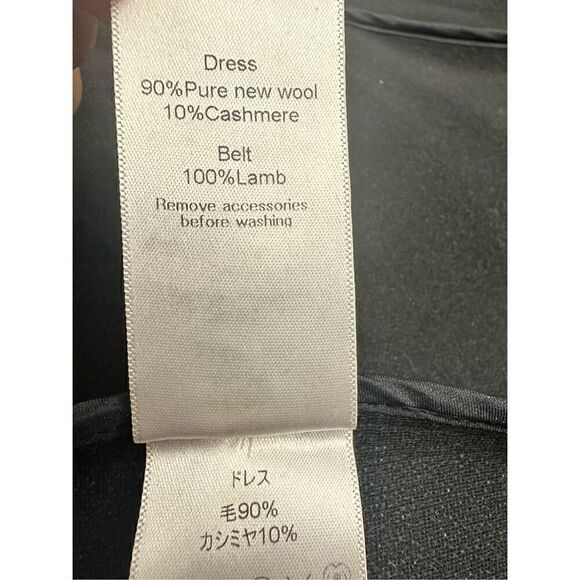 Dress
90%Pure new wool
10%Cashmere
Belt
100%Lamb
Remove accessories
before washing
ドレス
毛90%
カシミヤ10%